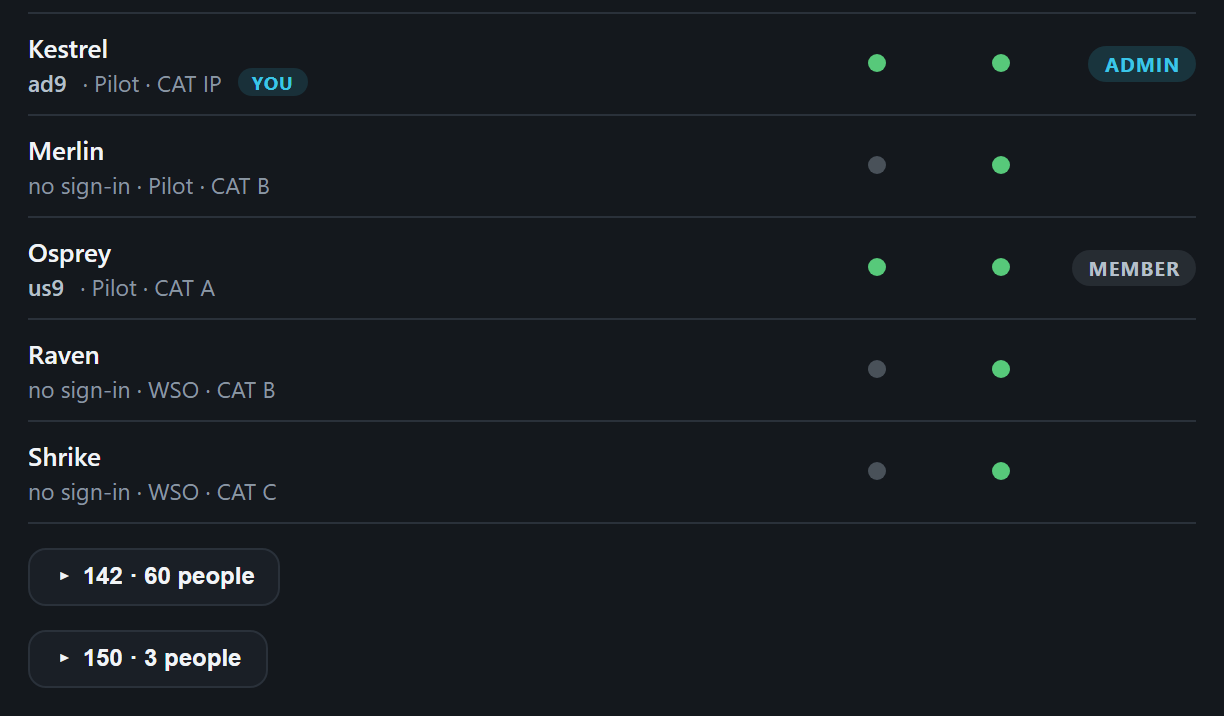 Kestrel
ad9 · Pilot · CAT IP YOU
ADMIN
Merlin
no sign-in · Pilot · CAT B
Osprey
us9 · Pilot · CAT A
MEMBER
Raven
no sign-in · WSO · CAT B
Shrike
no sign-in · WSO · CAT C
▸ 142 · 60 people
▸ 150 · 3 people